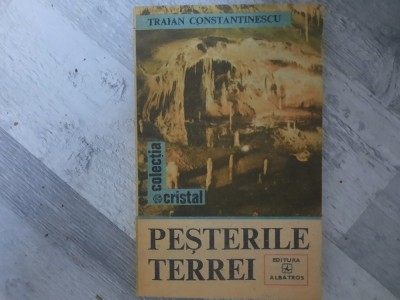 TRAIAN CONSTANTINESCU
colecția
cristal
PEȘTERILE
TERREI
EDITURA
ALBATROS